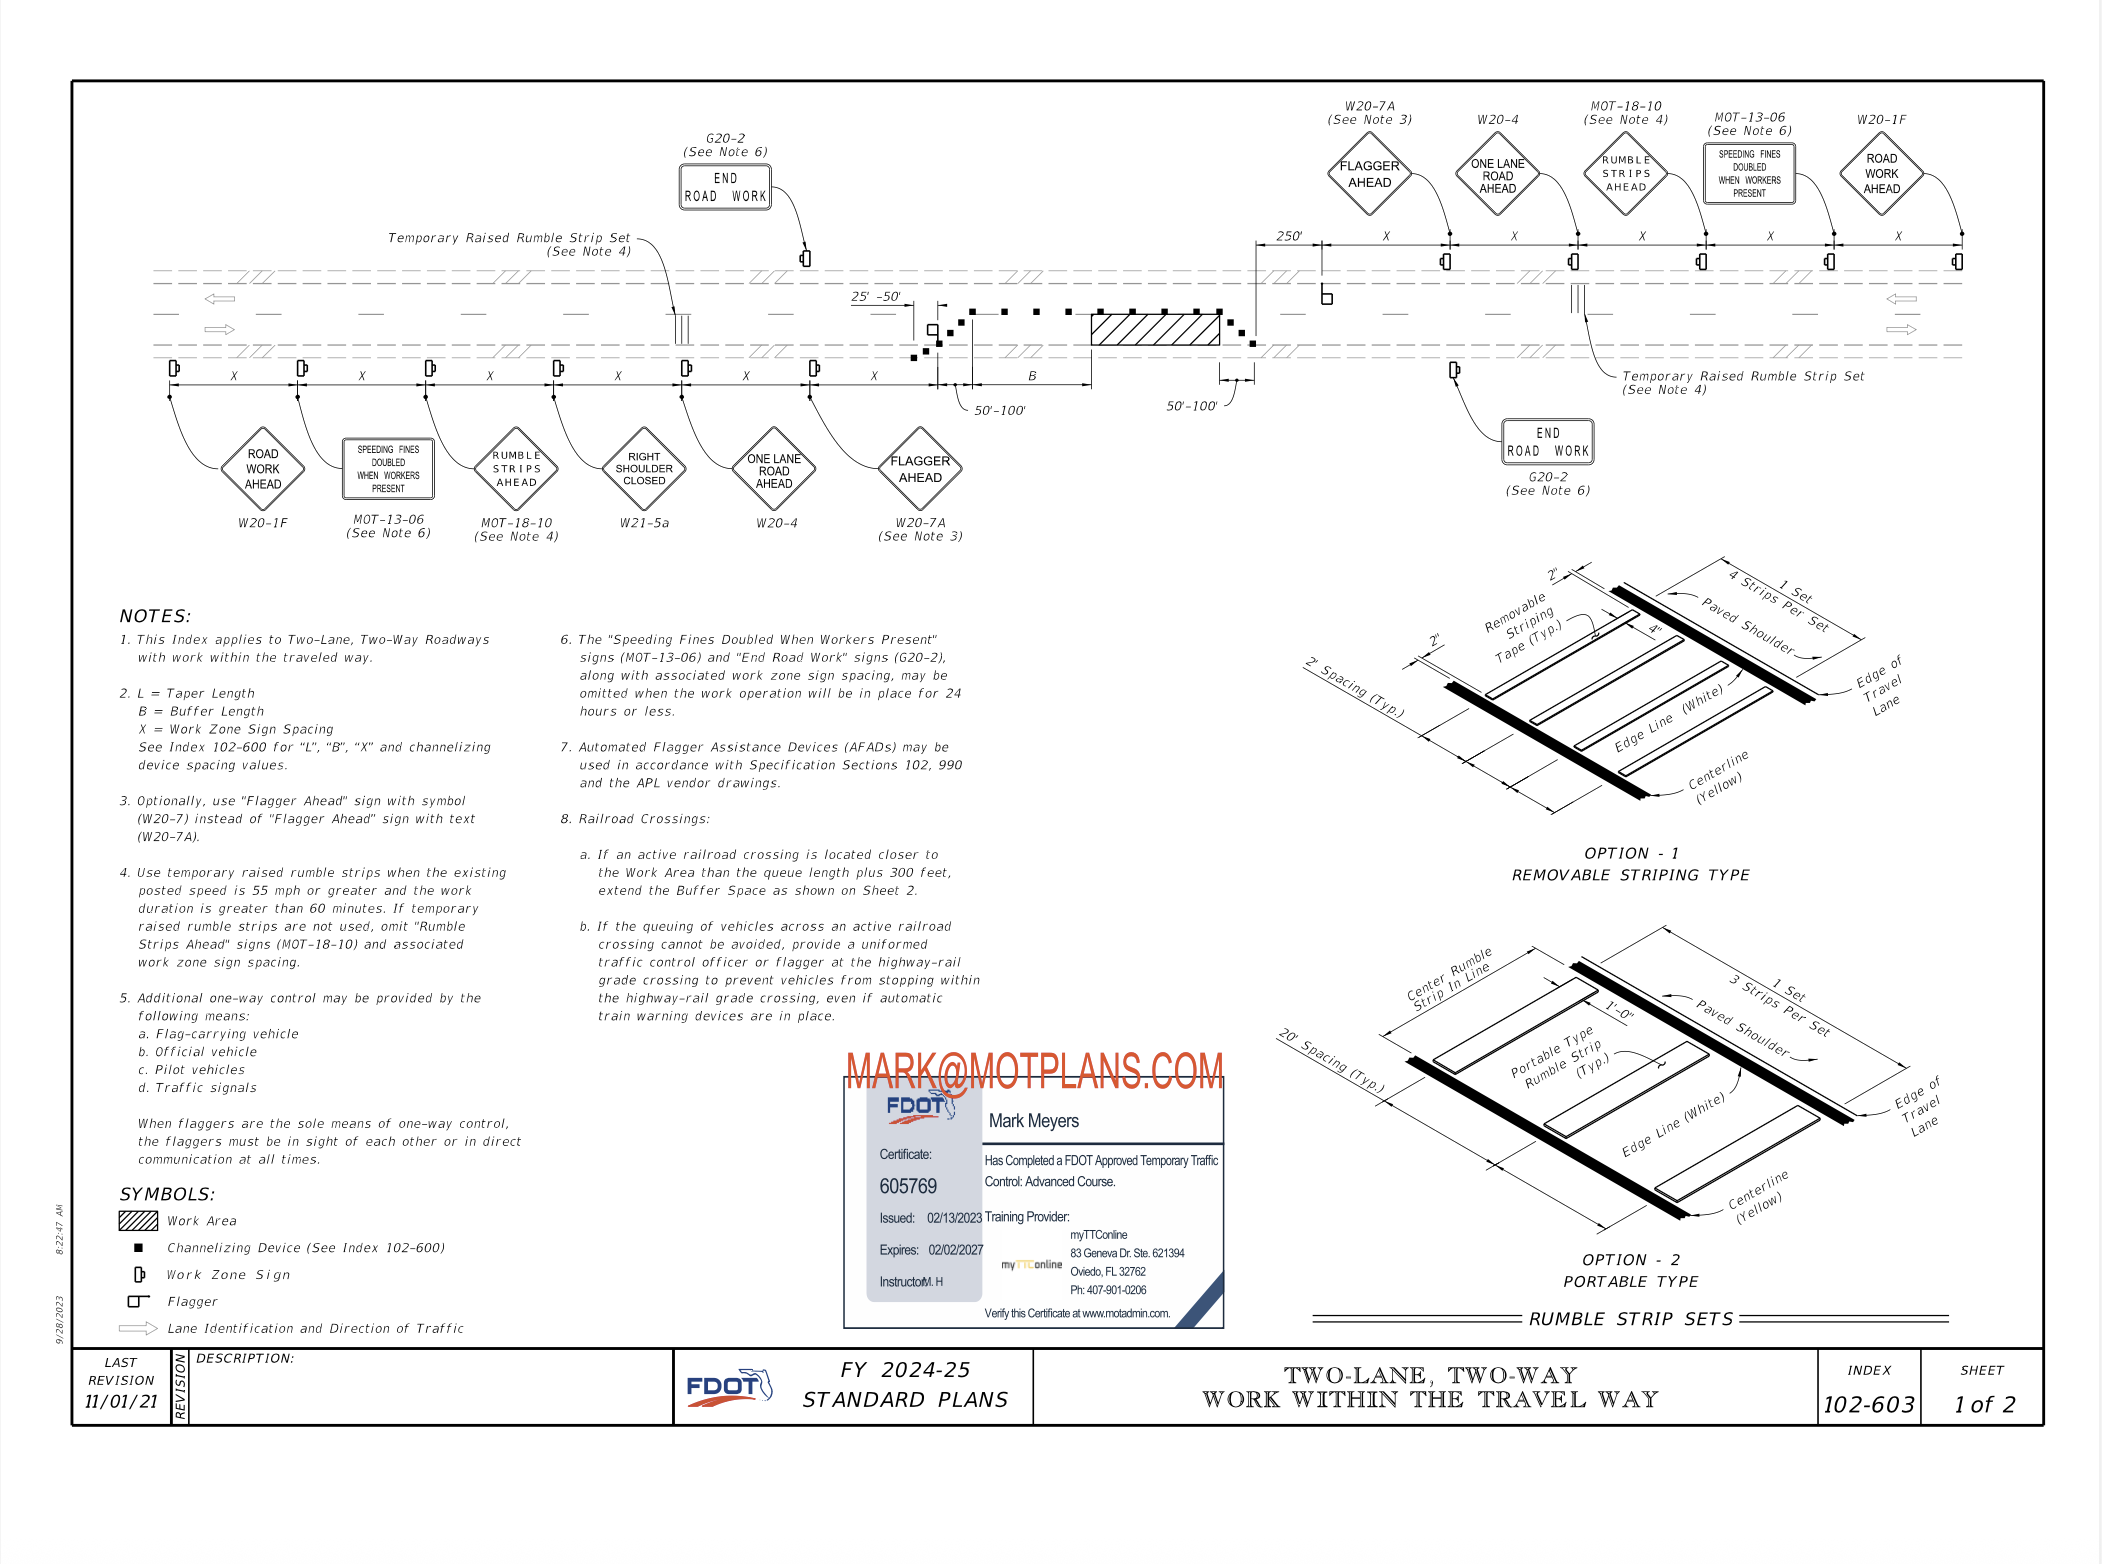 G20-2
(See Note 6)
END
ROAD WORK
Temporary Raised Rumble Strip Set
(See Note 4)
W20-7A
(See Note 3)
FLAGGER
AHEAD
W20-4
ONE LANE
ROAD
AHEAD
MOT-18-10
(See Note 4)
RUMBLE
STRIPS
AHEAD
MOT-13-06
(See Note 6)
SPEEDING FINES
DOUBLED
WHEN WORKERS
PRESENT
W20-1F
ROAD
WORK
AHEAD
250'
X
X
X
X
X
25' -50'
X
X
X
X
X
X
B
50'-100'
50'-100'
Temporary Raised Rumble Strip Set
(See Note 4)
END
ROAD WORK
G20-2
(See Note 6)
ROAD
WORK
AHEAD
W20-1F
SPEEDING FINES
DOUBLED
WHEN WORKERS
PRESENT
MOT-13-06
(See Note 6)
RUMBLE
STRIPS
AHEAD
MOT-18-10
(See Note 4)
RIGHT
SHOULDER
CLOSED
W21-5a
ONE LANE
ROAD
AHEAD
W20-4
FLAGGER
AHEAD
W20-7A
(See Note 3)
NOTES:
1. This Index applies to Two-Lane, Two-Way Roadways
with work within the traveled way.
2. L = Taper Length
B = Buffer Length
X = Work Zone Sign Spacing
See Index 102-600 for "L", "B", "X" and channelizing
device spacing values.
3. Optionally, use "Flagger Ahead" sign with symbol
(W20-7) instead of "Flagger Ahead" sign with text
(W20-7A).
4. Use temporary raised rumble strips when the existing
posted speed is 55 mph or greater and the work
duration is greater than 60 minutes. If temporary
raised rumble strips are not used, omit "Rumble
Strips Ahead" signs (MOT-18-10) and associated
work zone sign spacing.
5. Additional one-way control may be provided by the
following means:
a. Flag-carrying vehicle
b. Official vehicle
c. Pilot vehicles
d. Traffic signals
When flaggers are the sole means of one-way control,
the flaggers must be in sight of each other or in direct
communication at all times.
6. The "Speeding Fines Doubled When Workers Present"
signs (MOT-13-06) and "End Road Work" signs (G20-2),
along with associated work zone sign spacing, may be
omitted when the work operation will be in place for 24
hours or less.
7. Automated Flagger Assistance Devices (AFADs) may be
used in accordance with Specification Sections 102, 990
and the APL vendor drawings.
8. Railroad Crossings:
a. If an active railroad crossing is located closer to
the Work Area than the queue length plus 300 feet,
extend the Buffer Space as shown on Sheet 2.
b. If the queuing of vehicles across an active railroad
crossing cannot be avoided, provide a uniformed
traffic control officer or flagger at the highway-rail
grade crossing to prevent vehicles from stopping within
the highway-rail grade crossing, even if automatic
train warning devices are in place.
SYMBOLS:
Work Area
Channelizing Device (See Index 102-600)
Work Zone Sign
Flagger
Lane Identification and Direction of Traffic
MARK@MOTPLANS.COM
FDOT
Mark Meyers
Certificate:
605769
Issued: 02/13/2023
Expires: 02/02/2027
Instructor: M. H
Has Completed a FDOT Approved Temporary Traffic
Control: Advanced Course.
Training Provider:
myTTConline
myTTConline
83 Geneva Dr. Ste. 621394
Oviedo, FL 32762
Ph: 407-901-0206
Verify this Certificate at www.motadmin.com.
2"
2"
Removable
Striping
Tape (Typ.)
4"
1 Set
4 Strips Per Set
Paved Shoulder
Edge of
Travel
Lane
2' Spacing (Typ.)
Edge Line (White)
Centerline
(Yellow)
OPTION - 1
REMOVABLE STRIPING TYPE
Center Rumble
Strip In Line
1'-0"
1 Set
3 Strips Per Set
Paved Shoulder
Portable Type
Rumble Strip
(Typ.)
20' Spacing (Typ.)
Edge Line (White)
Edge of
Travel
Lane
Centerline
(Yellow)
OPTION - 2
PORTABLE TYPE
RUMBLE STRIP SETS
9/28/2023 8:22:47 AM
LAST
REVISION
11/01/21
REVISION
DESCRIPTION:
FDOT
FY 2024-25
STANDARD PLANS
TWO-LANE, TWO-WAY
WORK WITHIN THE TRAVEL WAY
INDEX
102-603
SHEET
1 of 2